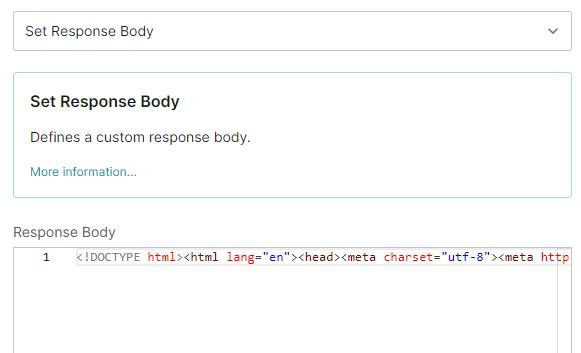 Set Response Body
Set Response Body
Defines a custom response body.
More information...
Response Body
1 <!DOCTYPE html><html lang="en"><head><meta charset="utf-8"><meta http